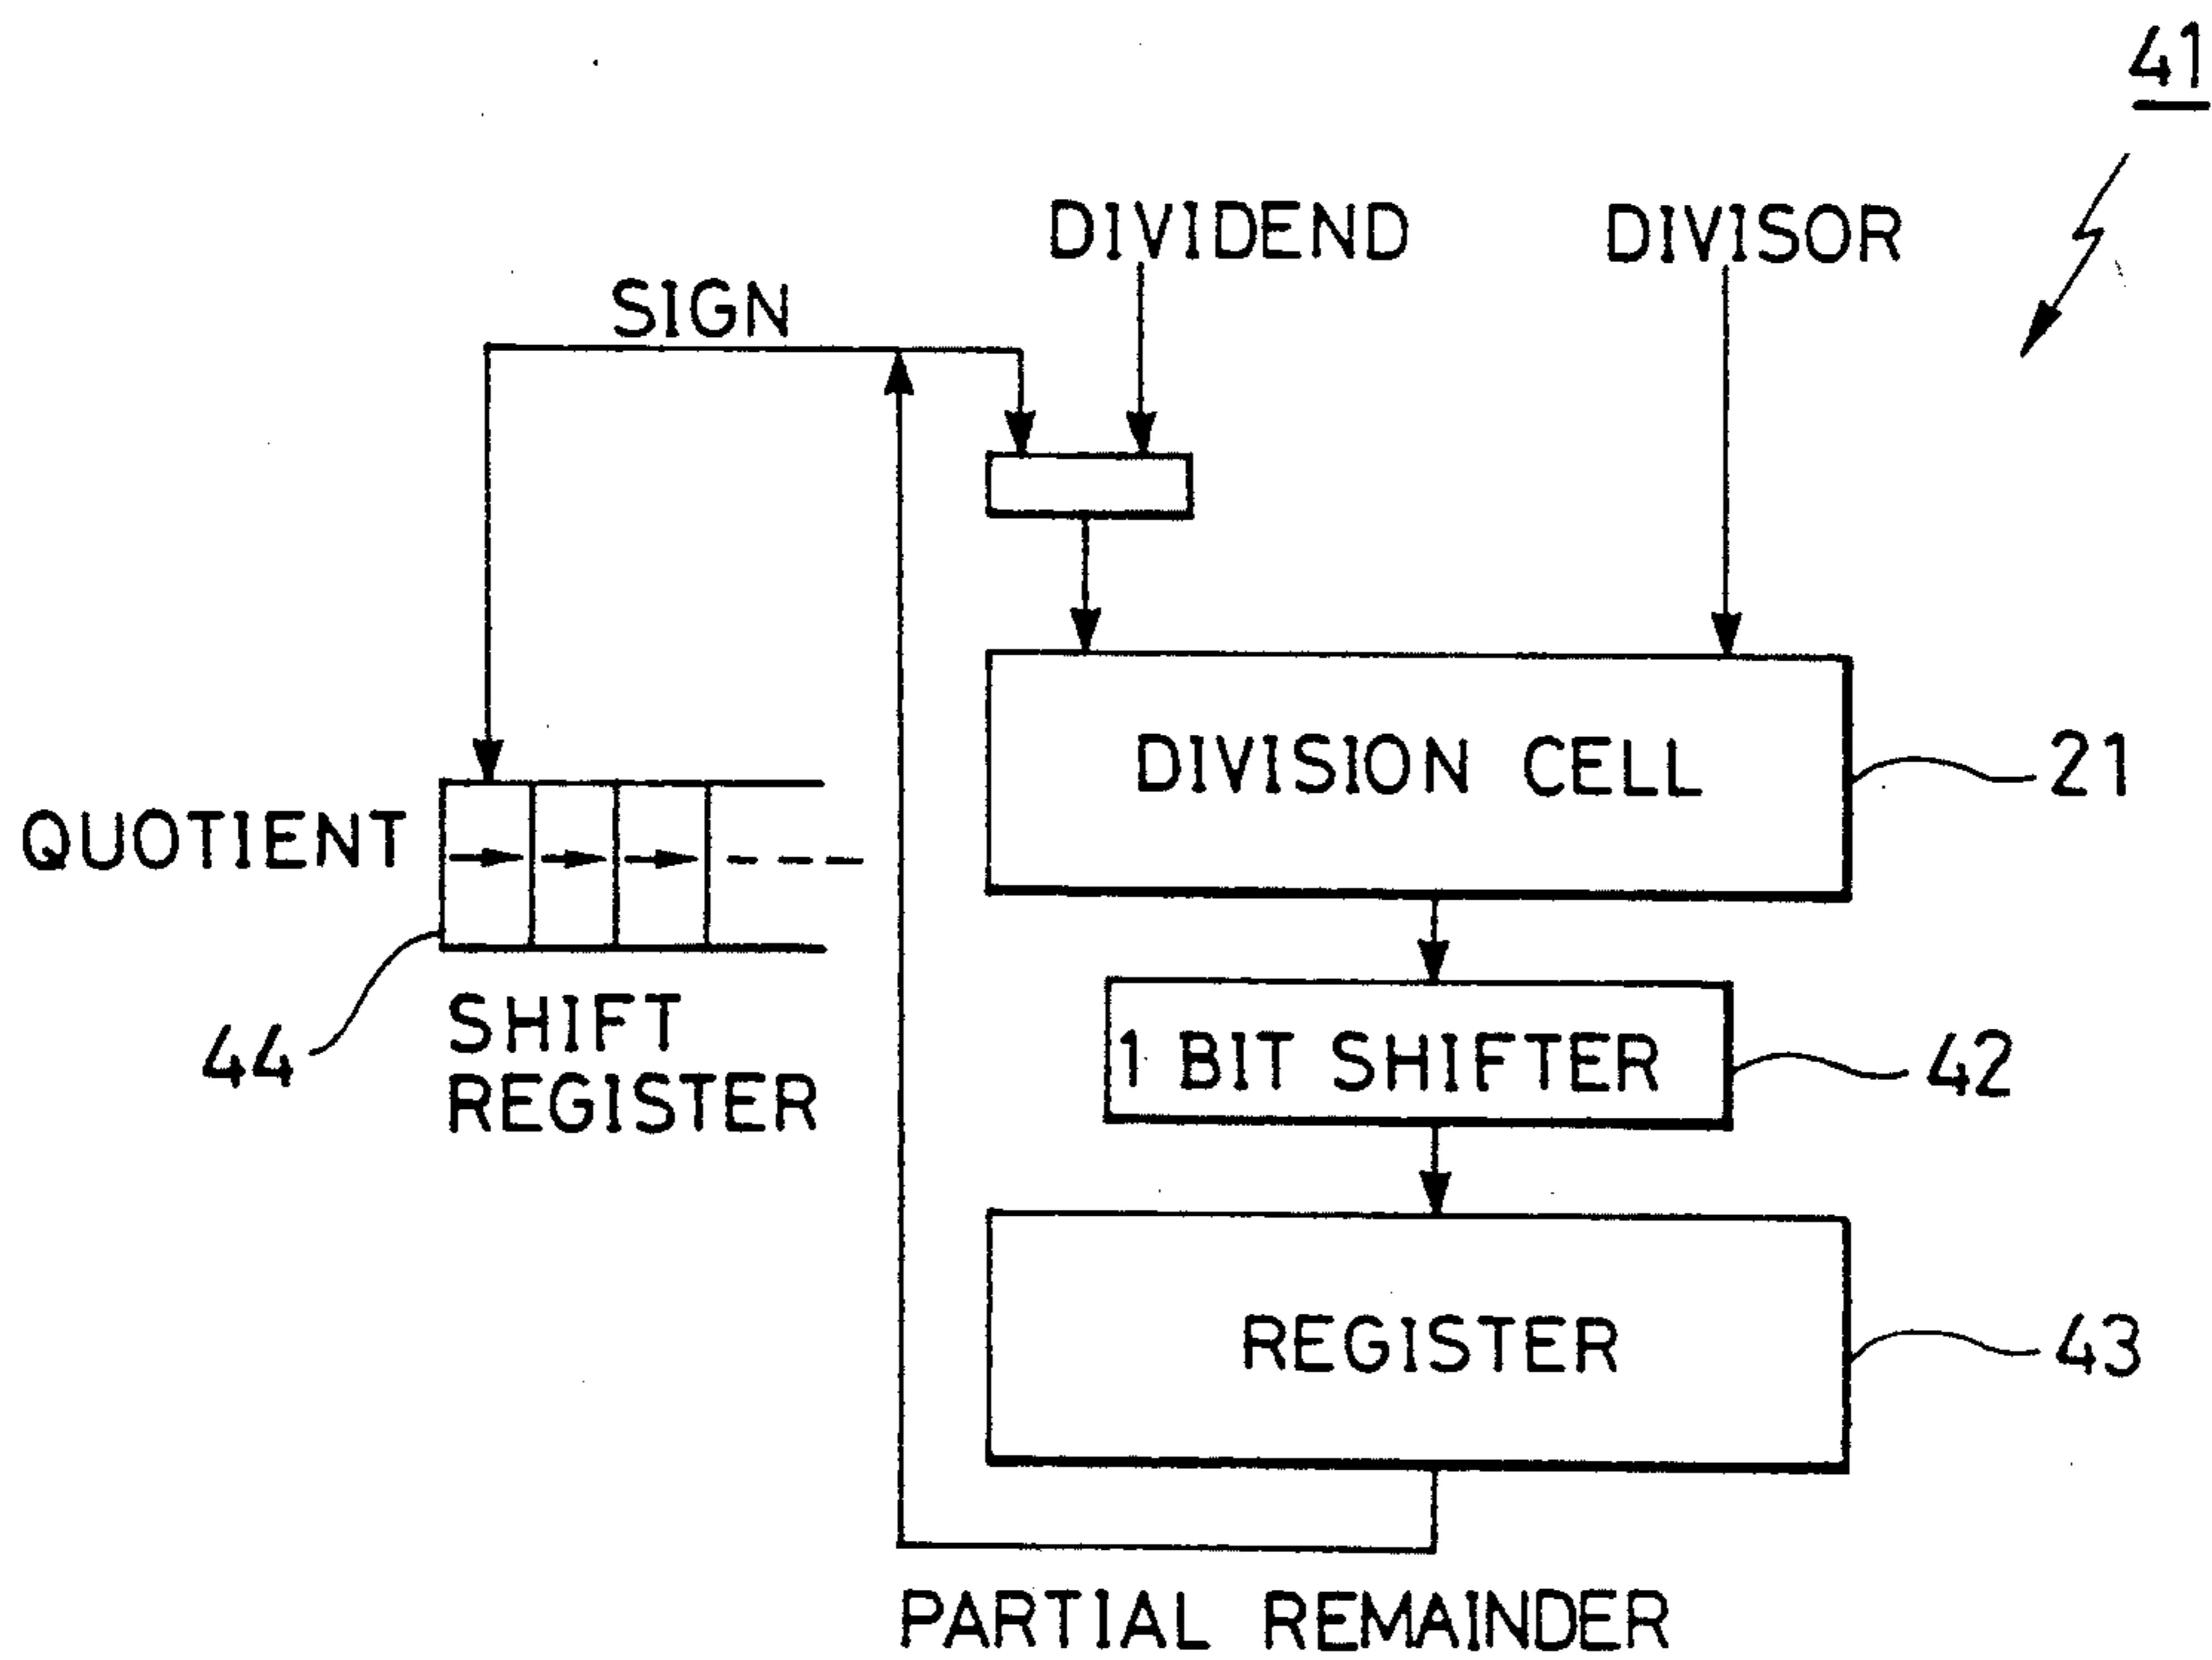 41
DIVIDEND
DIVISOR
SIGN
DIVISION CELL
21
QUOTIENT
44
SHIFT
REGISTER
1 BIT SHIFTER
42
REGISTER
43
PARTIAL REMAINDER